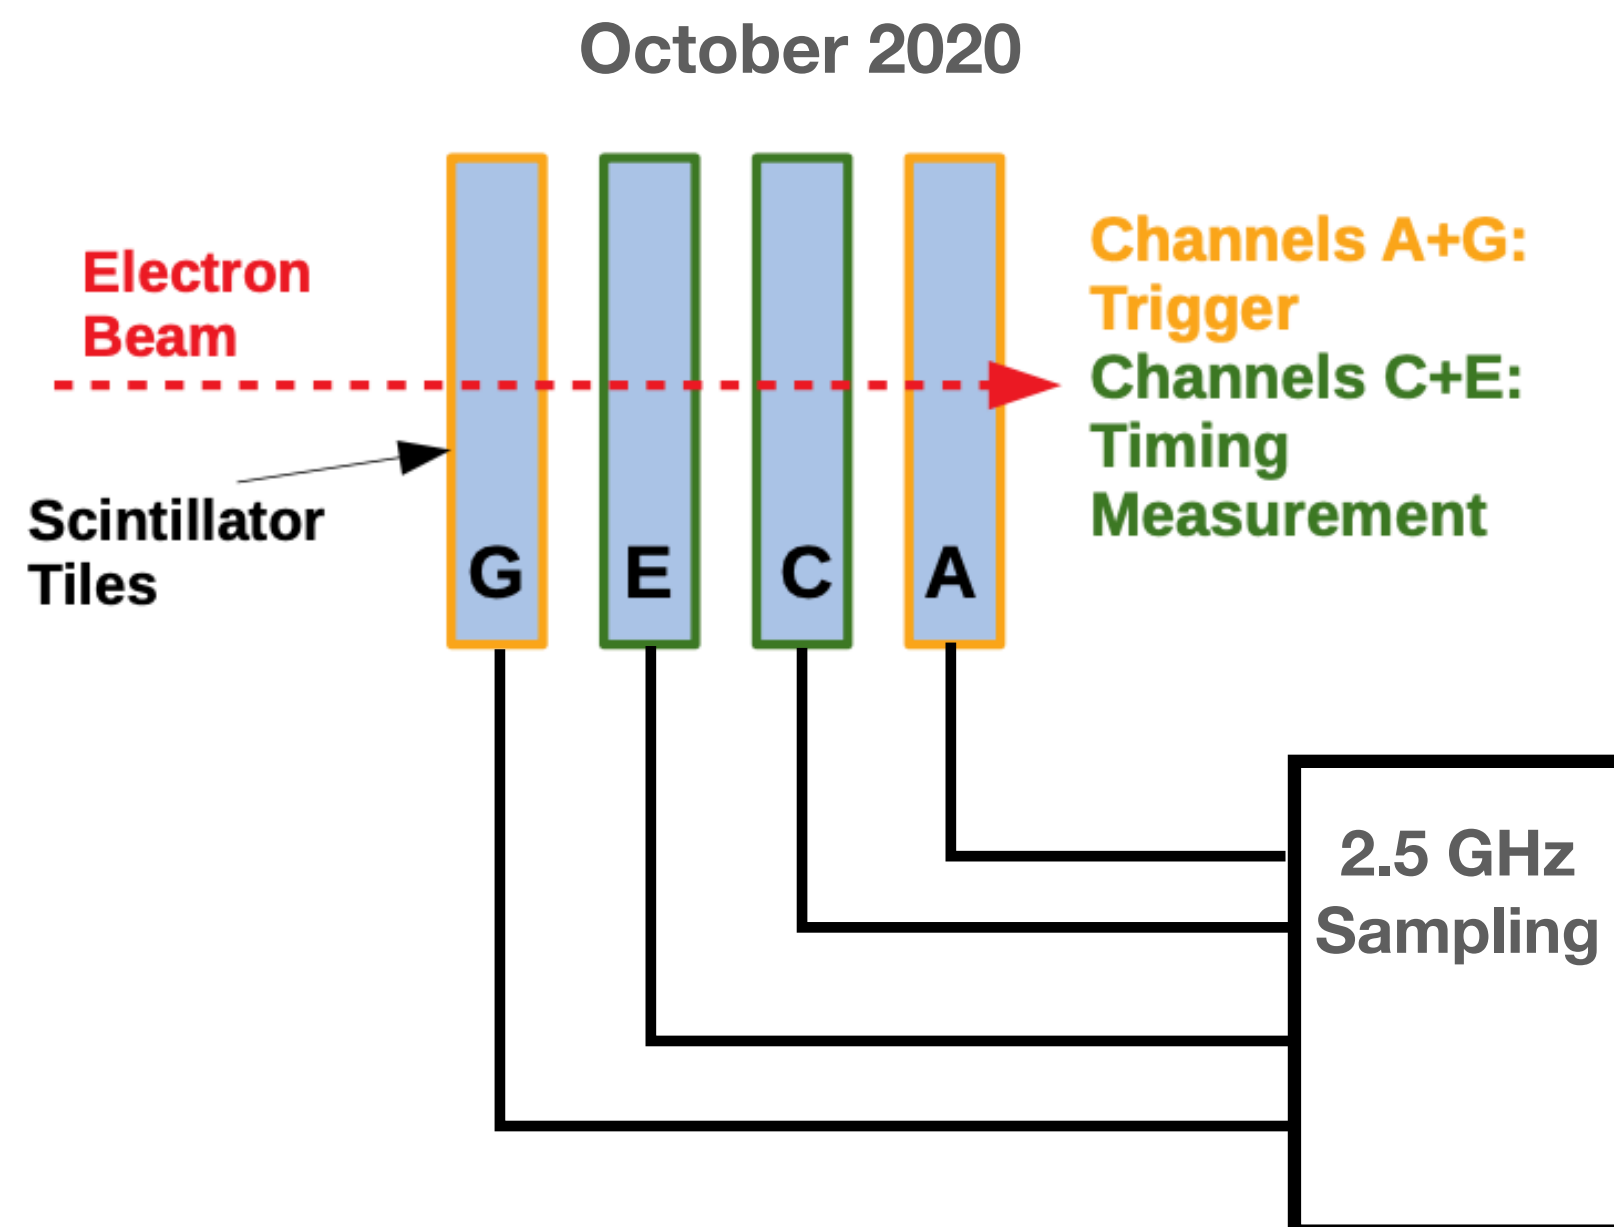 October 2020
Electron
Beam
Scintillator
Tiles
G E C A
Channels A+G:
Trigger
Channels C+E:
Timing
Measurement
2.5 GHz
Sampling